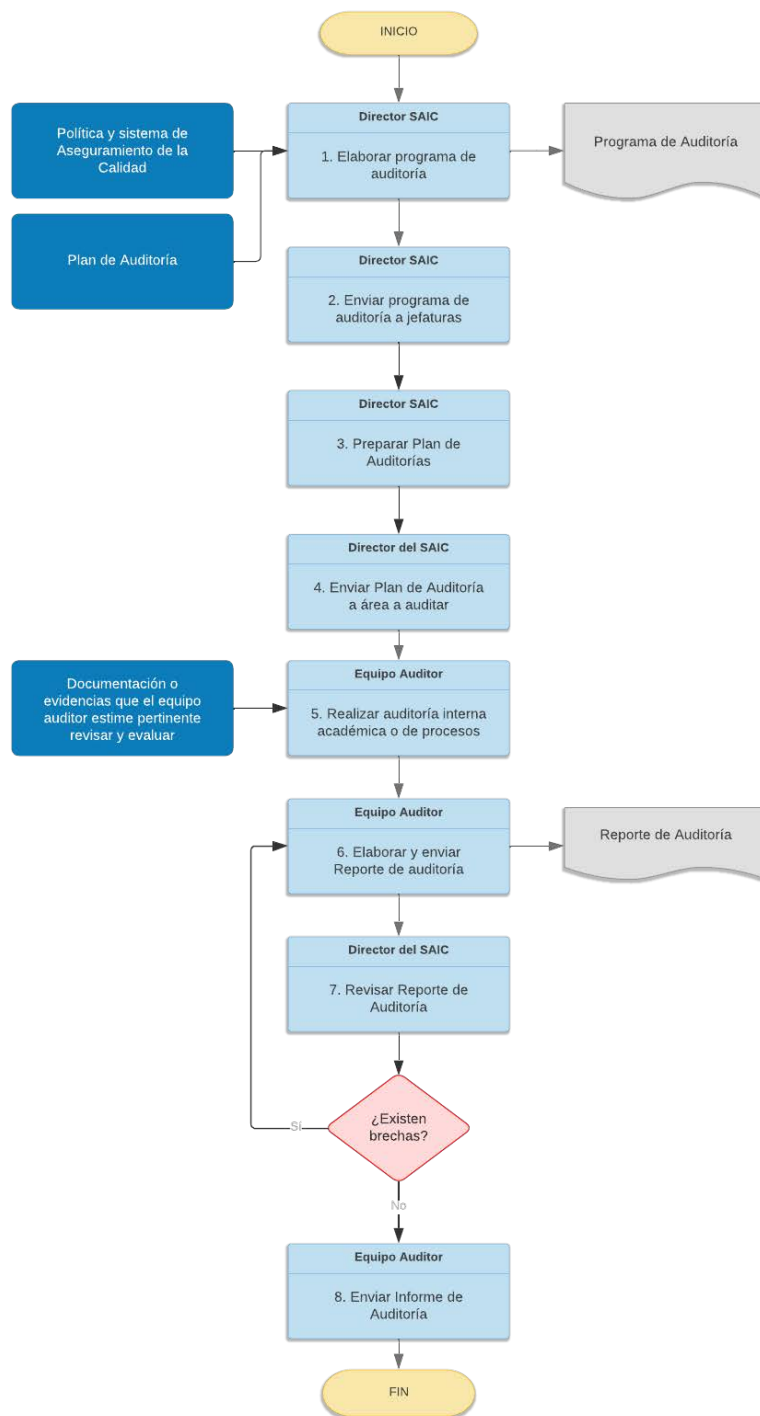 INICIO
Política y sistema de
Aseguramiento de la
Calidad
Plan de Auditoría
Director SAIC
1. Elaborar programa de
auditoría
Programa de Auditoría
Director SAIC
2. Enviar programa de
auditoría a jefaturas
Director SAIC
3. Preparar Plan de
Auditorías
Director del SAIC
4. Enviar Plan de Auditoría
a área a auditar
Documentación o
evidencias que el equipo
auditor estime pertinente
revisar y evaluar
Equipo Auditor
5. Realizar auditoría interna
académica o de procesos
Equipo Auditor
6. Elaborar y enviar
Reporte de auditoría
Reporte de Auditoría
Director del SAIC
7. Revisar Reporte de
Auditoría
¿Existen
brechas?
Sí
No
Equipo Auditor
8. Enviar Informe de
Auditoría
FIN